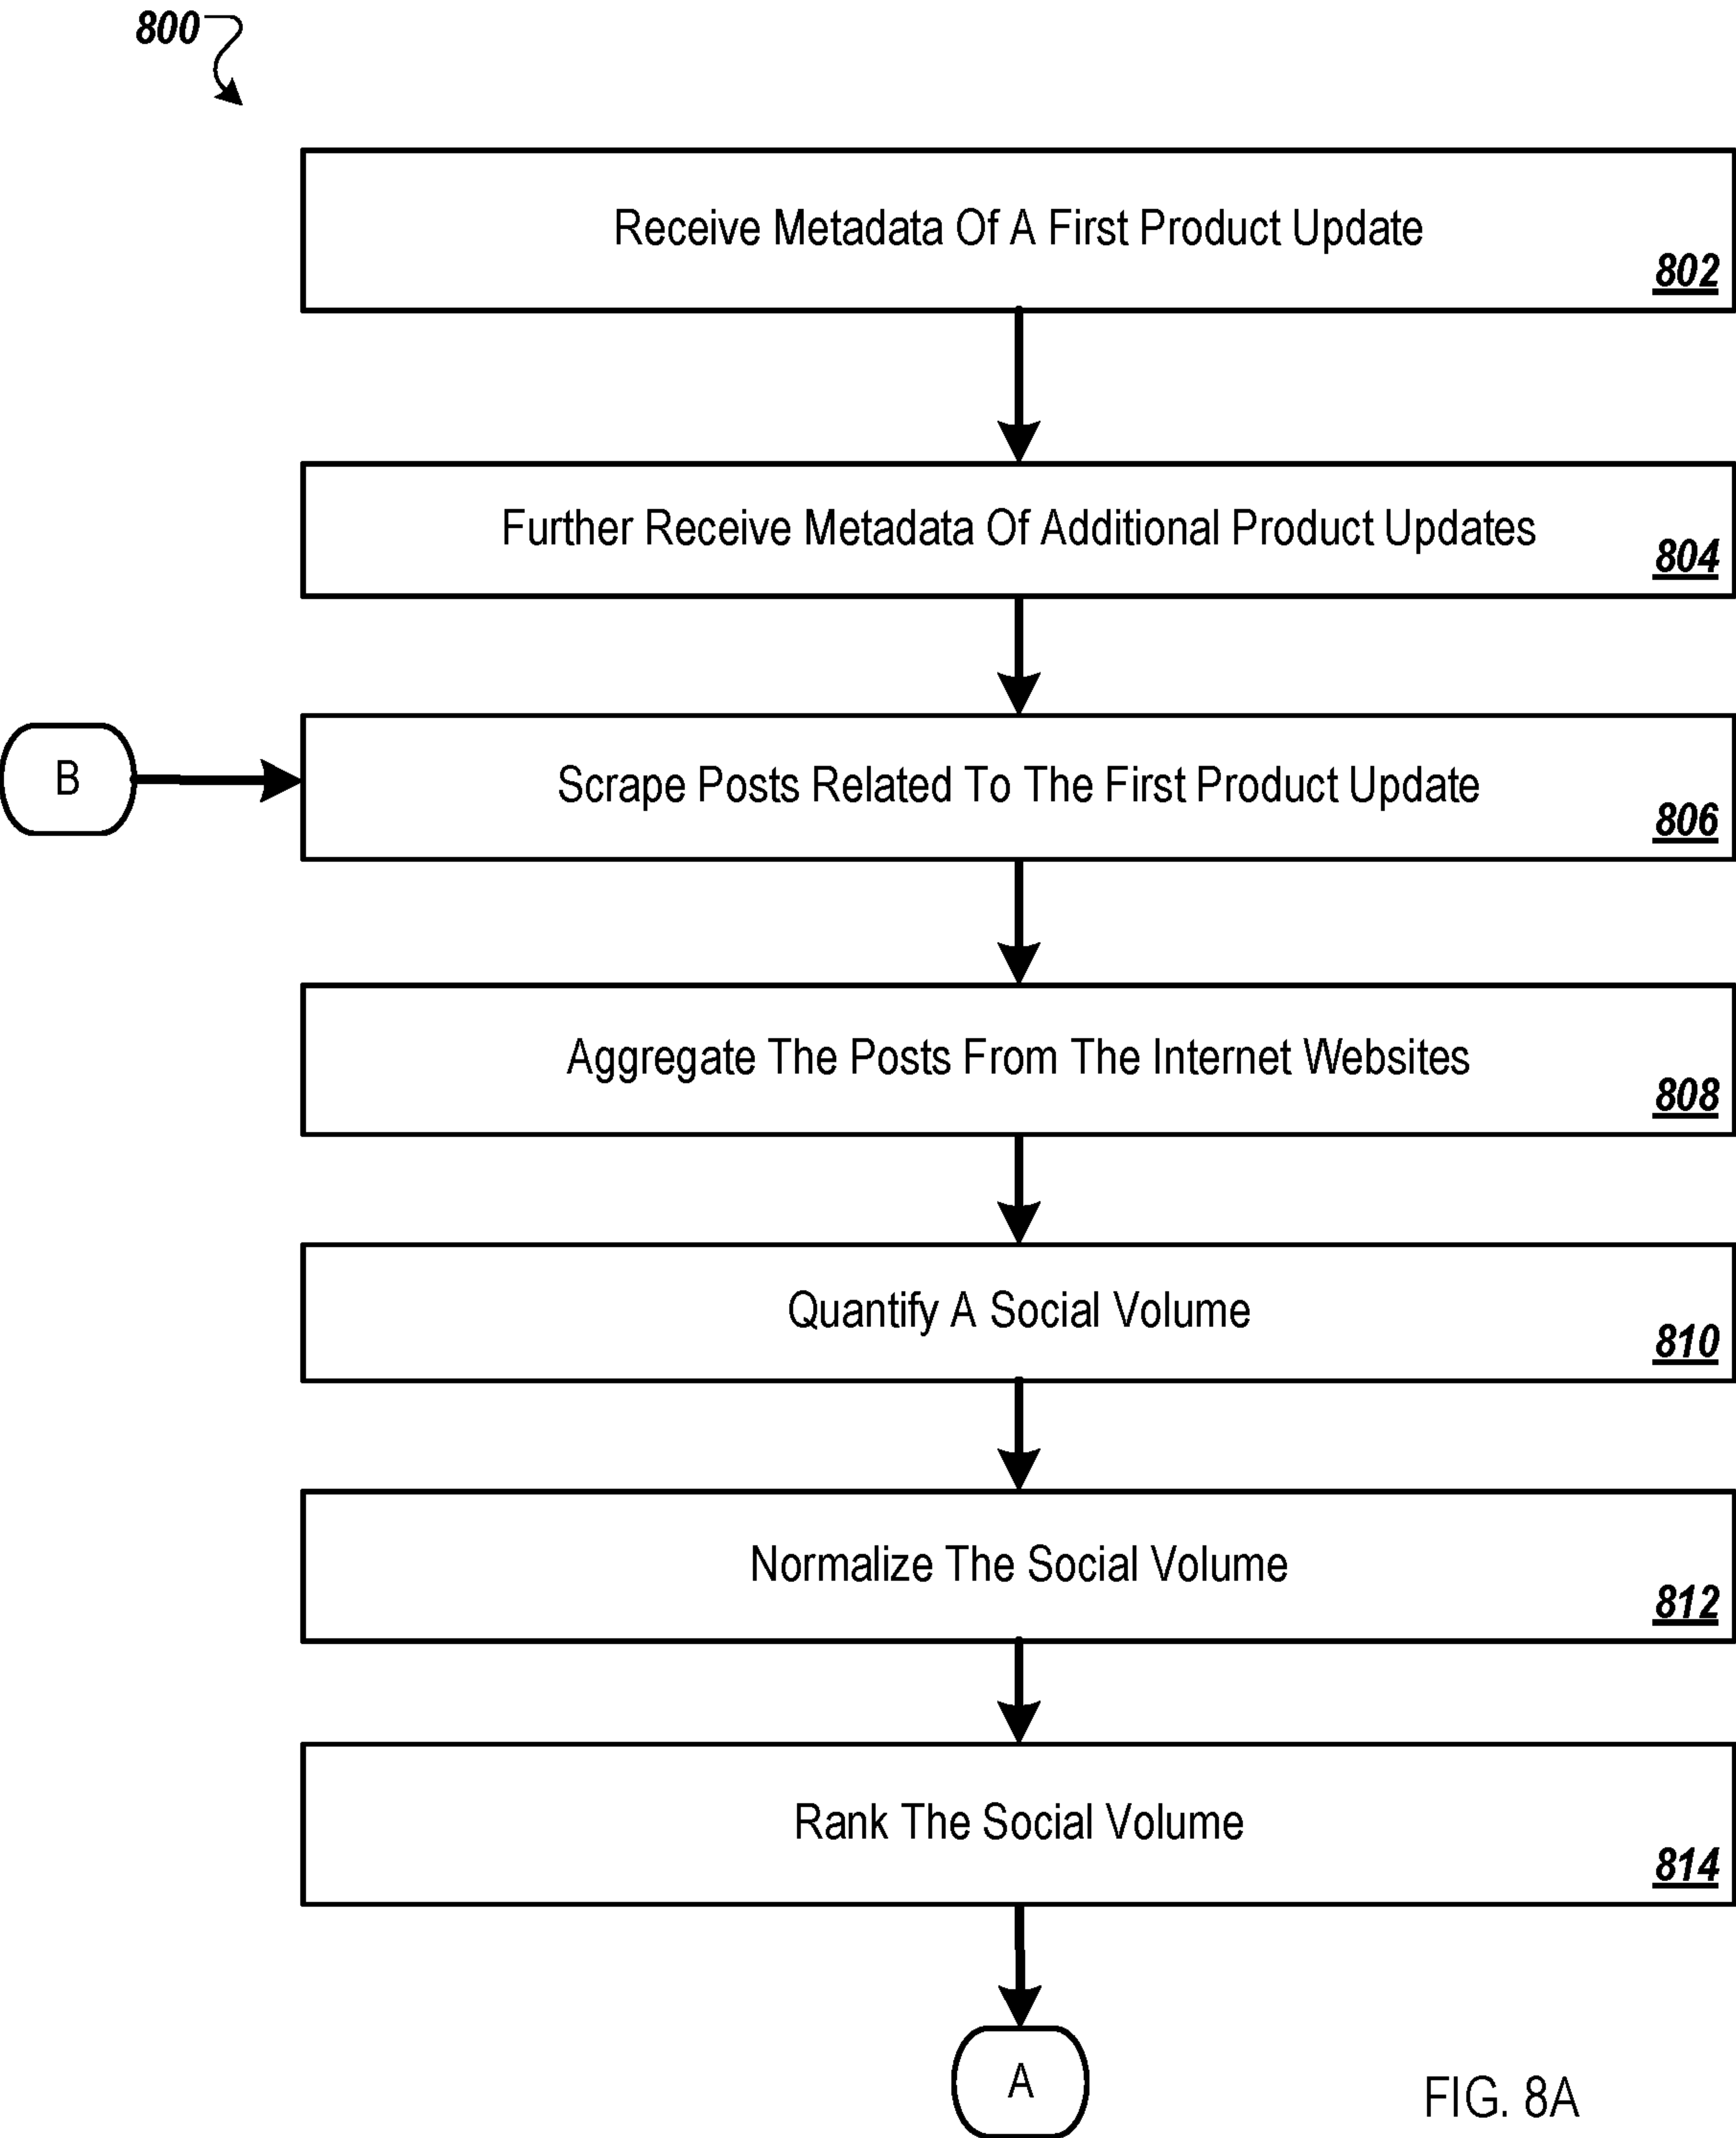 800
Receive Metadata Of A First Product Update
802
Further Receive Metadata Of Additional Product Updates
804
B
Scrape Posts Related To The First Product Update
806
Aggregate The Posts From The Internet Websites
808
Quantify A Social Volume
810
Normalize The Social Volume
812
Rank The Social Volume
814
A
FIG. 8A